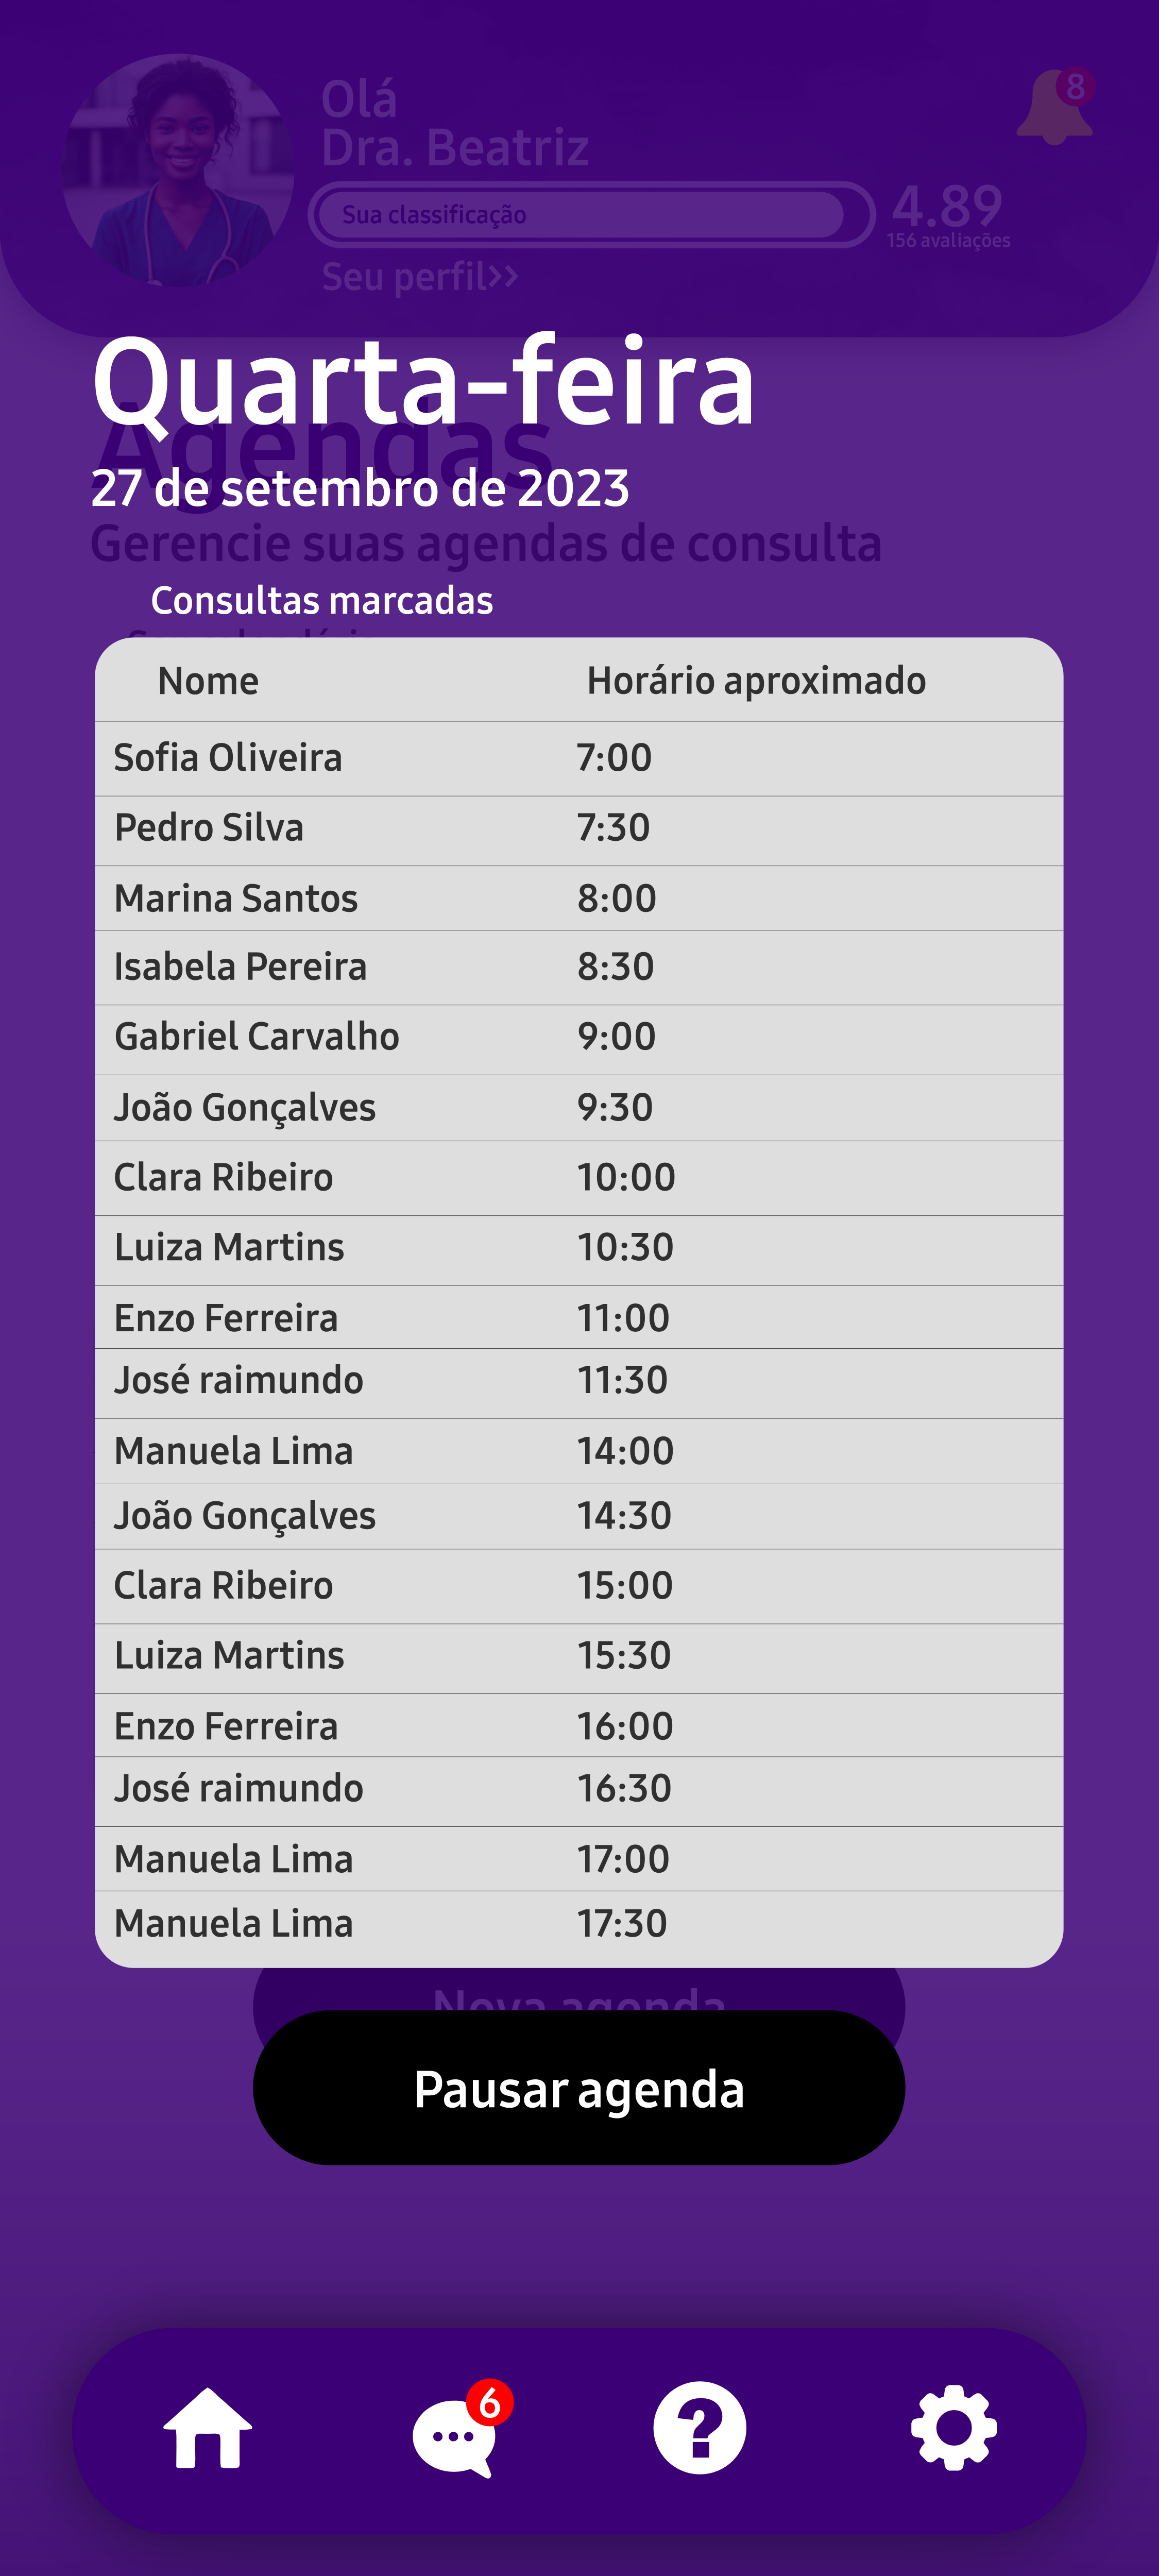 Olá
Dra. Beatriz
8
Sua classificação
4.89
156 avaliações
Seu perfil>>
Quarta-feira
Agendas
27 de setembro de 2023
Gerencie suas agendas de consulta
Consultas marcadas
Nome Horário aproximado
Sofia Oliveira 7:00
Pedro Silva 7:30
Marina Santos 8:00
Isabela Pereira 8:30
Gabriel Carvalho 9:00
João Gonçalves 9:30
Clara Ribeiro 10:00
Luiza Martins 10:30
Enzo Ferreira 11:00
José raimundo 11:30
Manuela Lima 14:00
João Gonçalves 14:30
Clara Ribeiro 15:00
Luiza Martins 15:30
Enzo Ferreira 16:00
José raimundo 16:30
Manuela Lima 17:00
Manuela Lima 17:30
Nova agenda
Pausar agenda
6
?